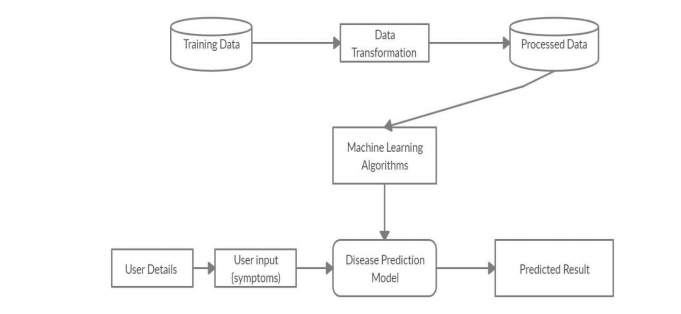 Training Data
Data
Transformation
Processed Data
Machine Learning
Algorithms
User Details
User input
(symptoms)
Disease Prediction
Model
Predicted Result